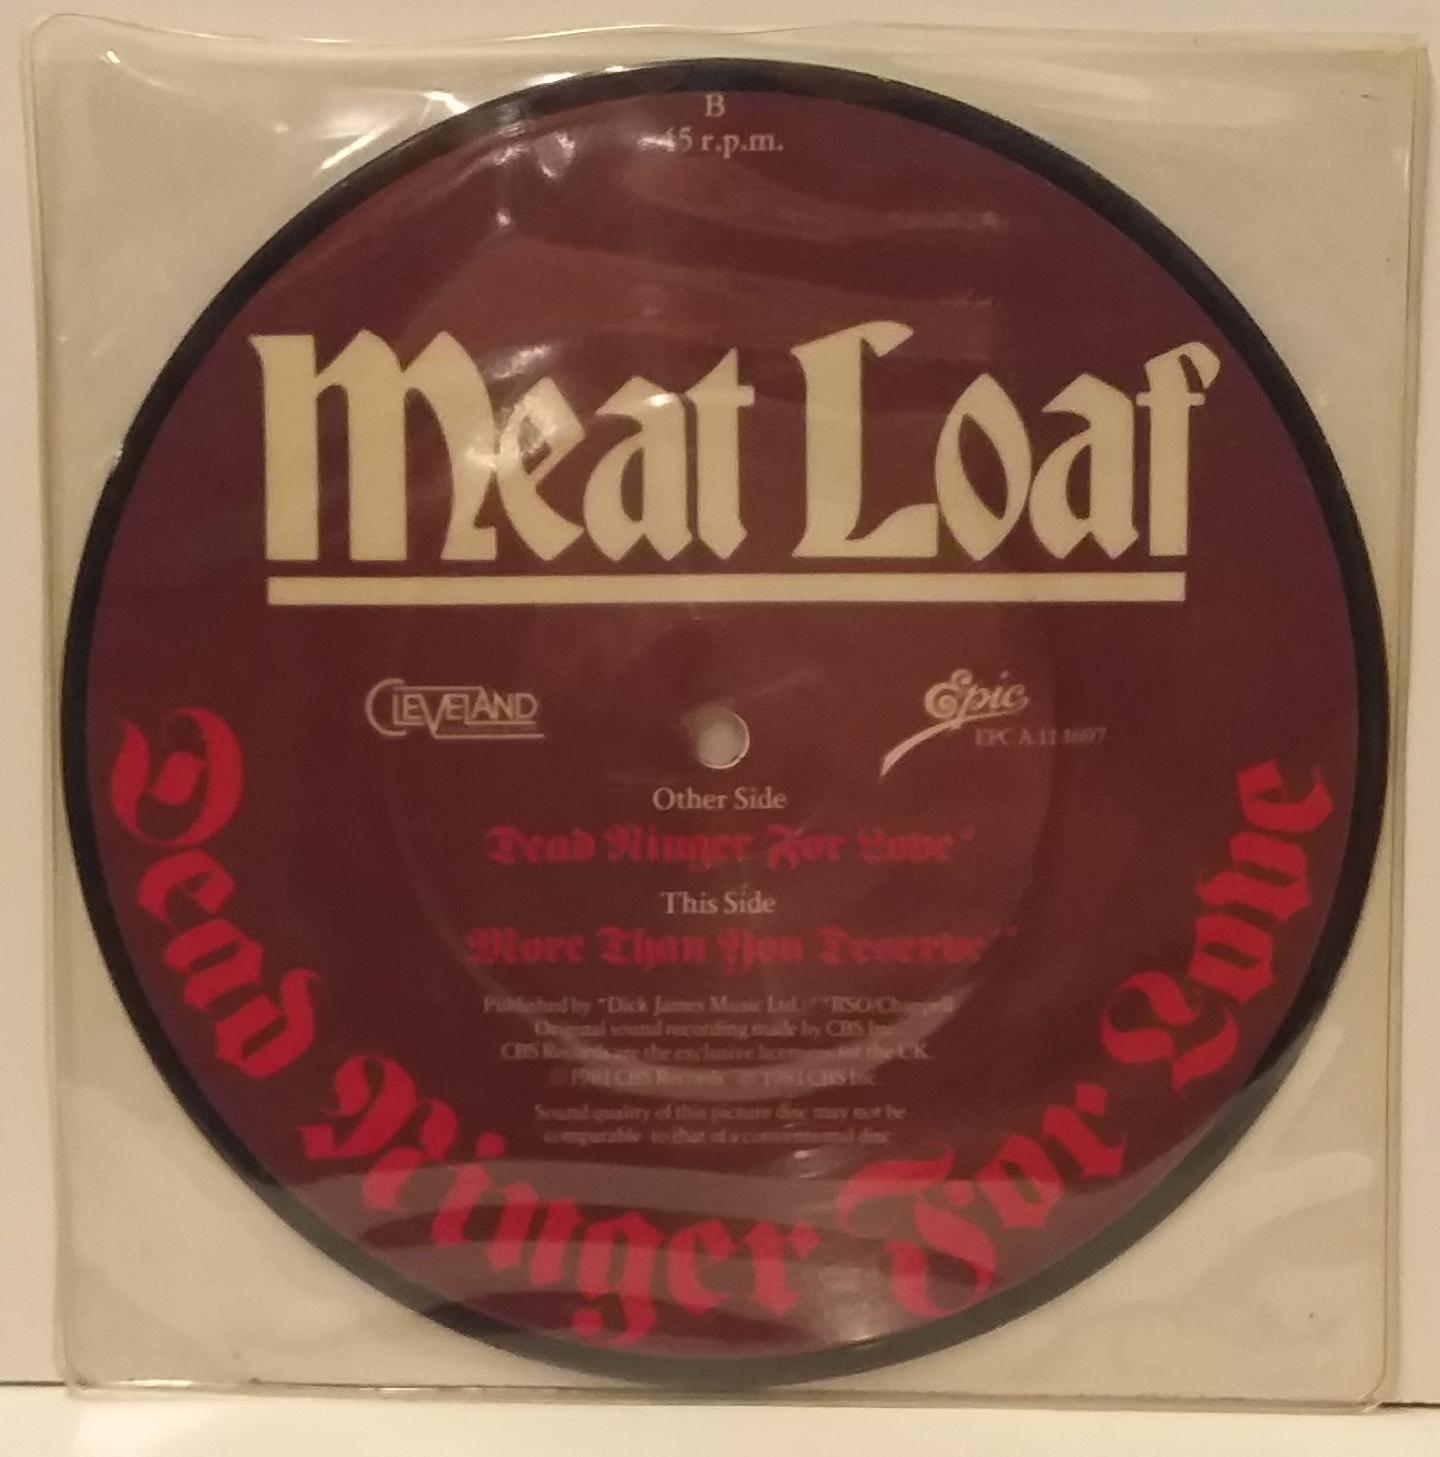 B
45 r.p.m.
Meat Loaf
CLEVELAND
Epic
EPC A 11 1697
Other Side
Dead Ringer For Love*
This Side
More Than You Deserve**
Published by *Dick James Music Ltd./**RSO/Chappell
Original sound recording made by CBS Inc.
CBS Records are the exclusive licensees for the UK.
℗ 1981 CBS Records © 1981 CBS Inc.
Sound quality of this picture disc may not be
comparable to that of a conventional disc
Dead Ringer For Love